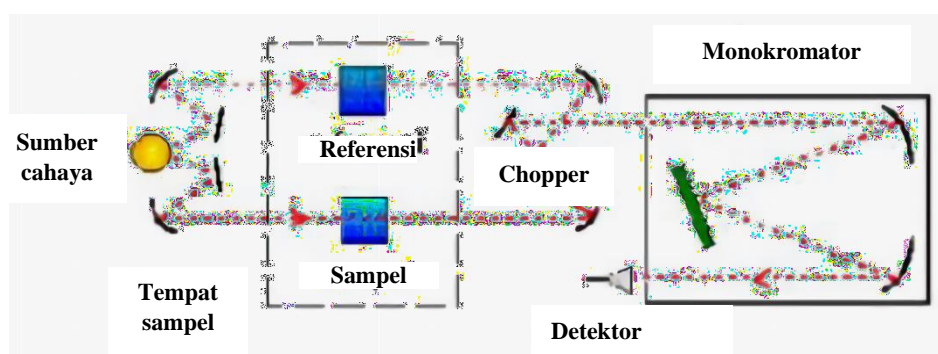 Monokromator
Sumber
cahaya
Referensi
Chopper
Sampel
Tempat
sampel
Detektor